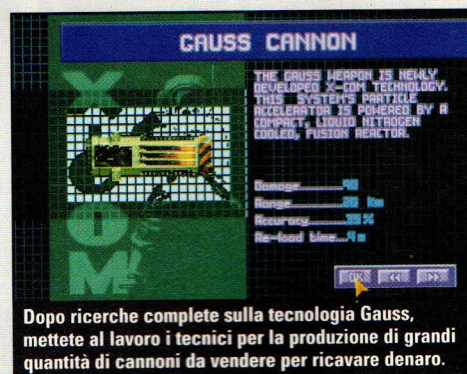 GAUSS CANNON
X
O
M
THE GAUSS WEAPON IS NEWLY
DEVELOPED X-COM TECHNOLOGY.
THIS SYSTEM'S PARTICLE
ACCELERATOR IS POWERED BY A
COMPACT, LIQUID NITROGEN
COOLED, FUSION REACTOR.
Damage
Range
Accuracy
Re-load time
OK << >>
Dopo ricerche complete sulla tecnologia Gauss,
mettete al lavoro i tecnici per la produzione di grandi
quantità di cannoni da vendere per ricavare denaro.